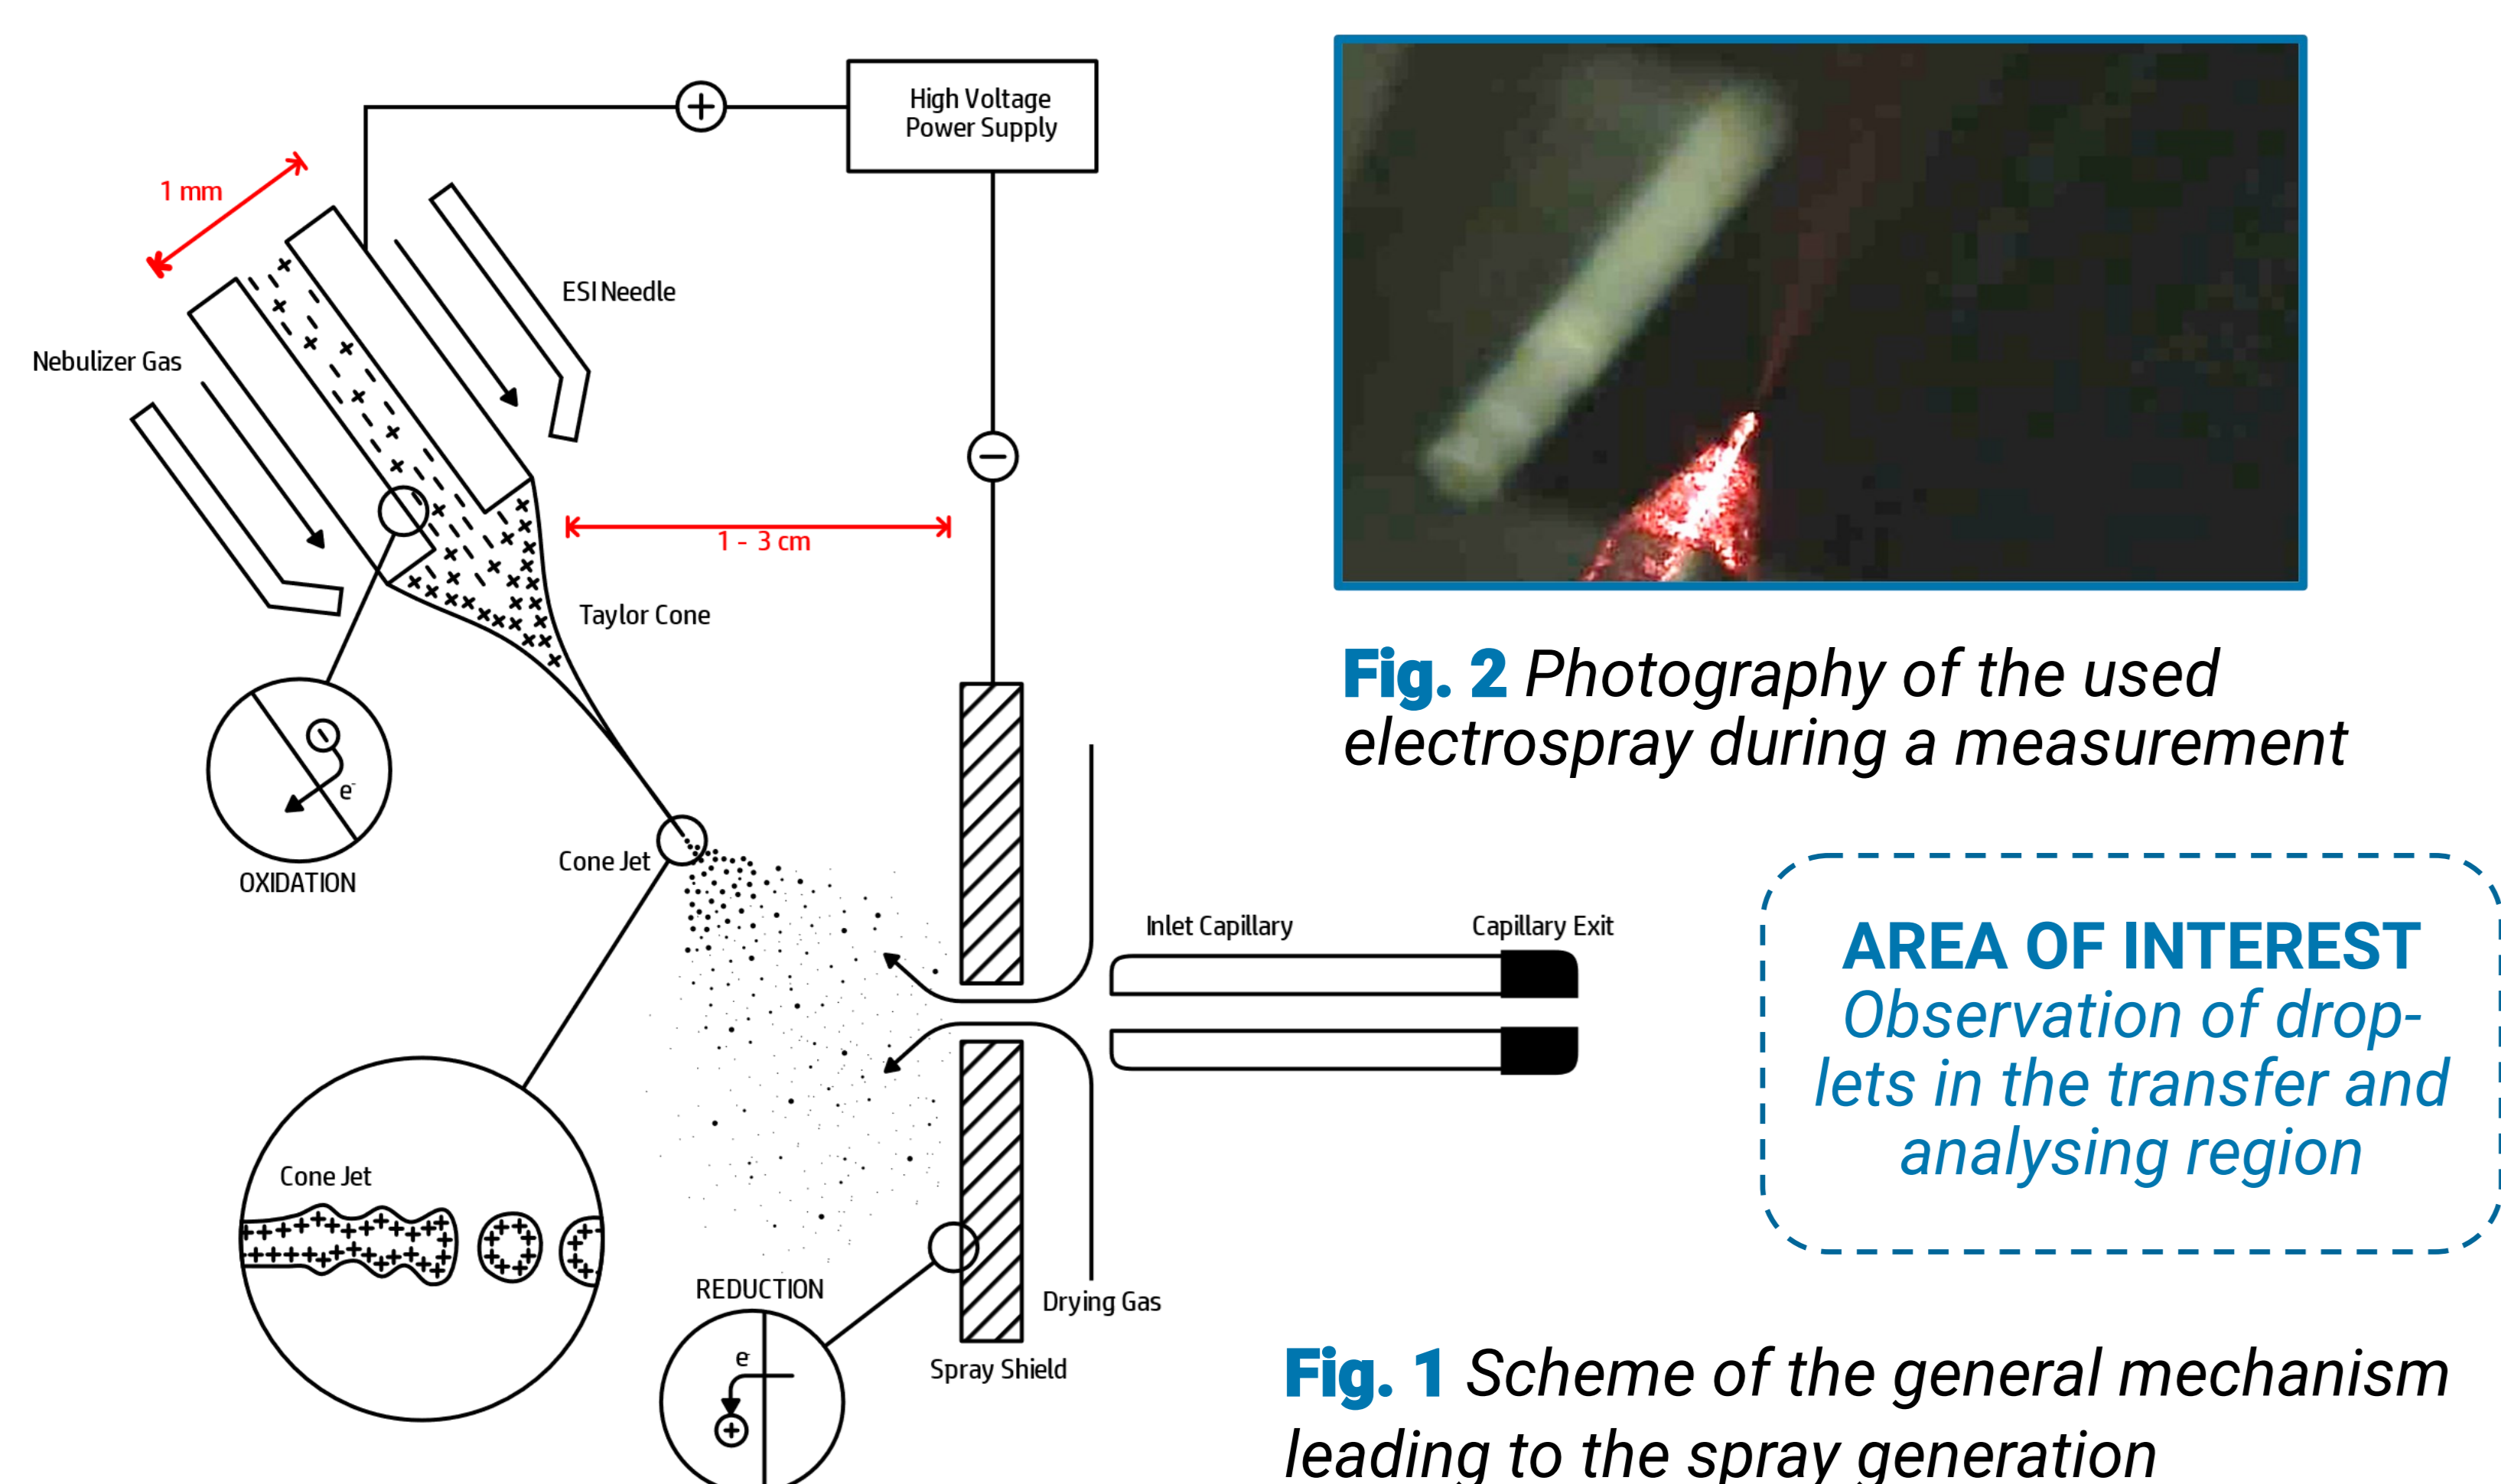 High Voltage
Power Supply
+
1 mm
ESI Needle
Nebulizer Gas
−
1 - 3 cm
Taylor Cone
e-
OXIDATION
Cone Jet
Inlet Capillary
Capillary Exit
Cone Jet
REDUCTION
e-
+
Drying Gas
Spray Shield
Fig. 2 Photography of the used
electrospray during a measurement
AREA OF INTEREST
Observation of drop-
lets in the transfer and
analysing region
Fig. 1 Scheme of the general mechanism
leading to the spray generation